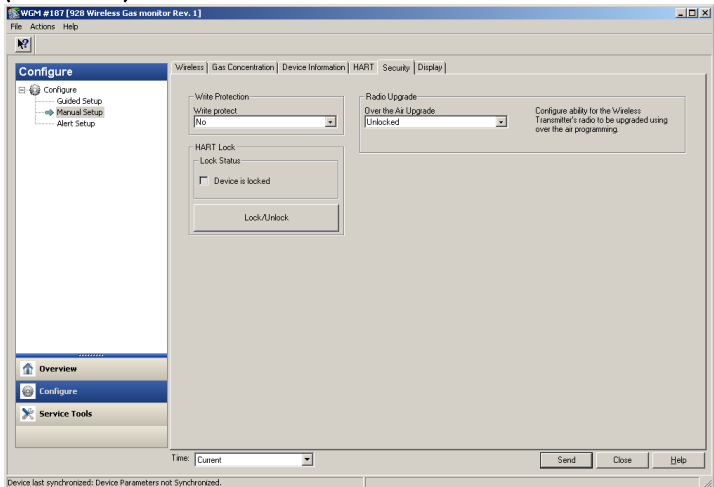 WGM #187 [928 Wireless Gas monitor Rev. 1]
File Actions Help
Configure
Configure
Guided Setup
Manual Setup
Alert Setup
Overview
Configure
Service Tools
Wireless Gas Concentration Device Information HART Security Display
Write Protection
Write protect
No
HART Lock
Lock Status
Device is locked
Lock/Unlock
Radio Upgrade
Over the Air Upgrade
Unlocked
Configure ability for the Wireless
Transmitter's radio to be upgraded using
over the air programming.
Time: Current
Send Close Help
Device last synchronized: Device Parameters not Synchronized.